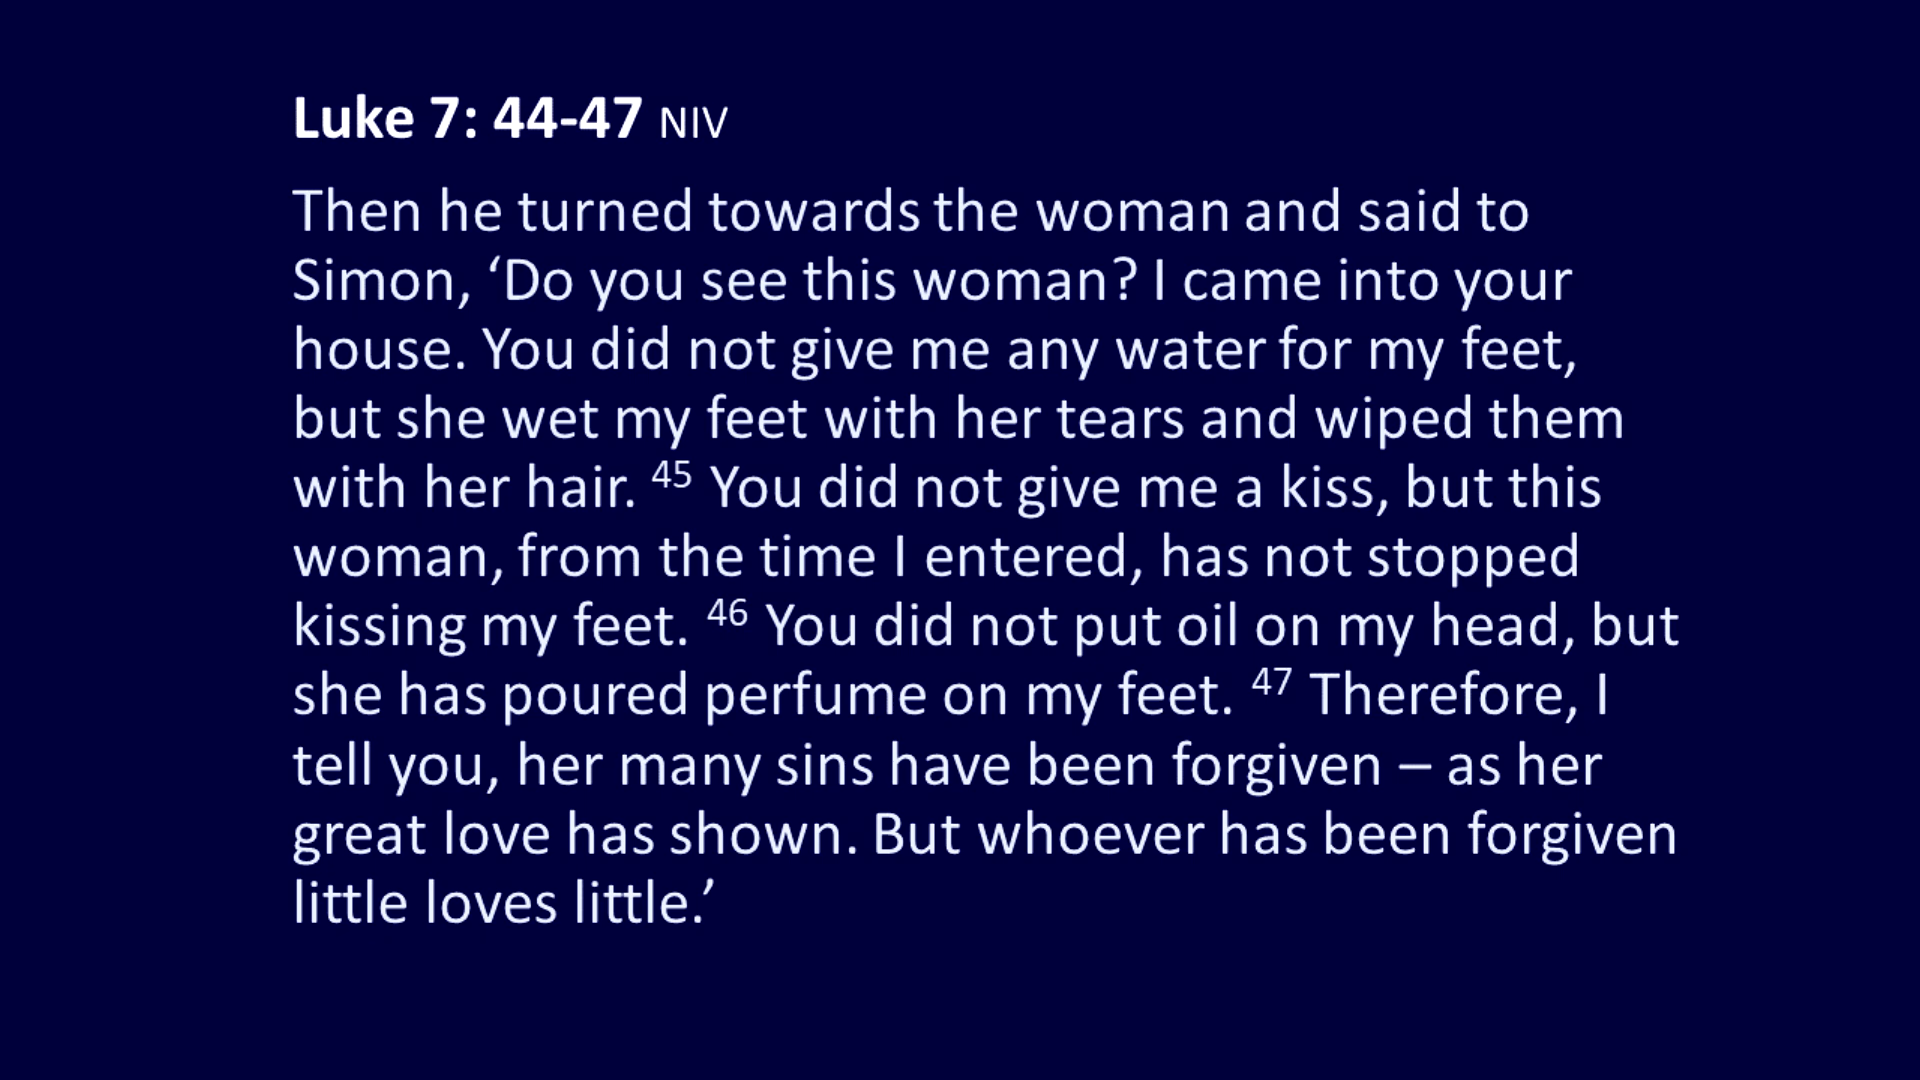 Luke 7: 44-47 NIV
Then he turned towards the woman and said to
Simon, ‘Do you see this woman? I came into your
house. You did not give me any water for my feet,
but she wet my feet with her tears and wiped them
with her hair. 45 You did not give me a kiss, but this
woman, from the time I entered, has not stopped
kissing my feet. 46 You did not put oil on my head, but
she has poured perfume on my feet. 47 Therefore, I
tell you, her many sins have been forgiven – as her
great love has shown. But whoever has been forgiven
little loves little.’